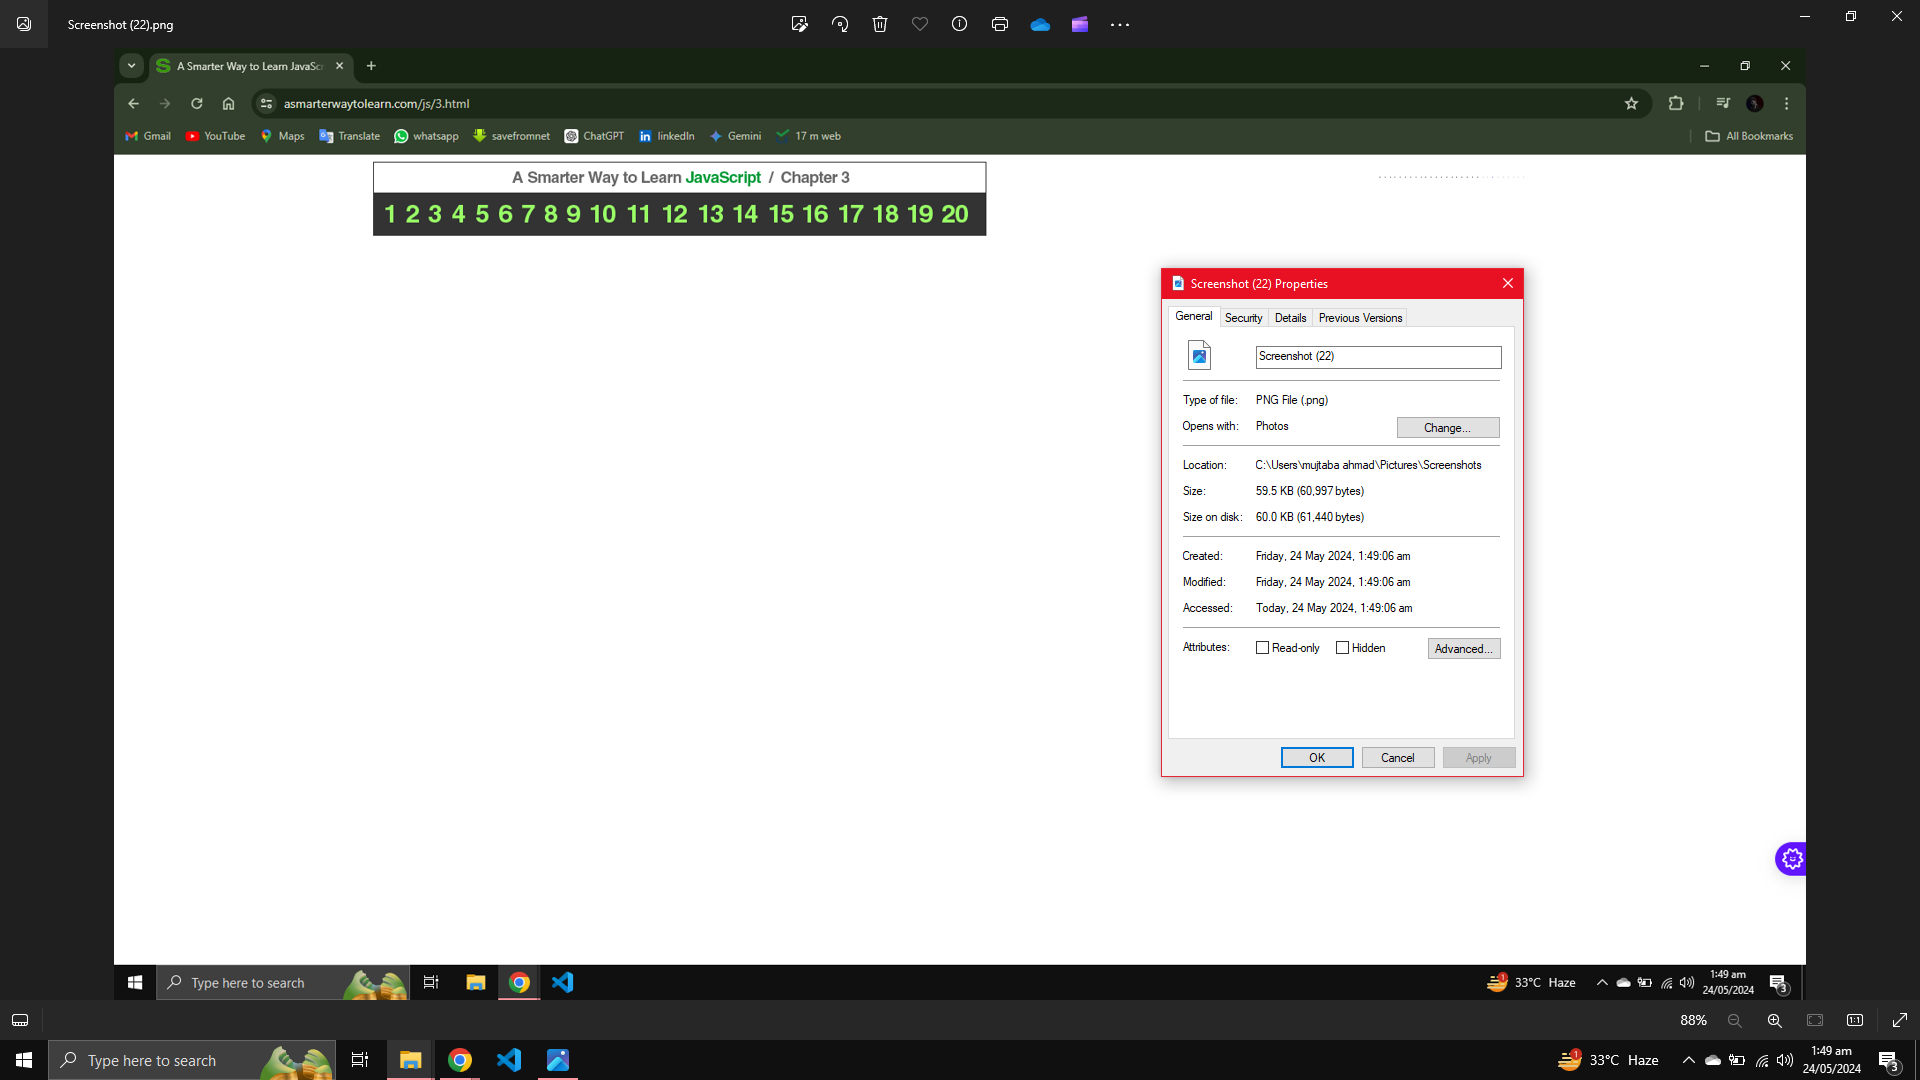 Screenshot (22).png
A Smarter Way to Learn JavaSc
asmarterwaytolearn.com/js/3.html
Gmail YouTube Maps Translate whatsapp savefromnet ChatGPT linkedIn Gemini 17 m web All Bookmarks
A Smarter Way to Learn JavaScript / Chapter 3
1 2 3 4 5 6 7 8 9 10 11 12 13 14 15 16 17 18 19 20
Screenshot (22) Properties
General Security Details Previous Versions
Screenshot (22)
Type of file: PNG File (.png)
Opens with: Photos Change...
Location: C:\Users\mujtaba ahmad\Pictures\Screenshots
Size: 59.5 KB (60,997 bytes)
Size on disk: 60.0 KB (61,440 bytes)
Created: Friday, 24 May 2024, 1:49:06 am
Modified: Friday, 24 May 2024, 1:49:06 am
Accessed: Today, 24 May 2024, 1:49:06 am
Attributes: Read-only Hidden Advanced...
OK Cancel Apply
Type here to search 1 33°C Haze 1:49 am
24/05/2024 3
88% 1:1
Type here to search 1 33°C Haze 1:49 am
24/05/2024 3